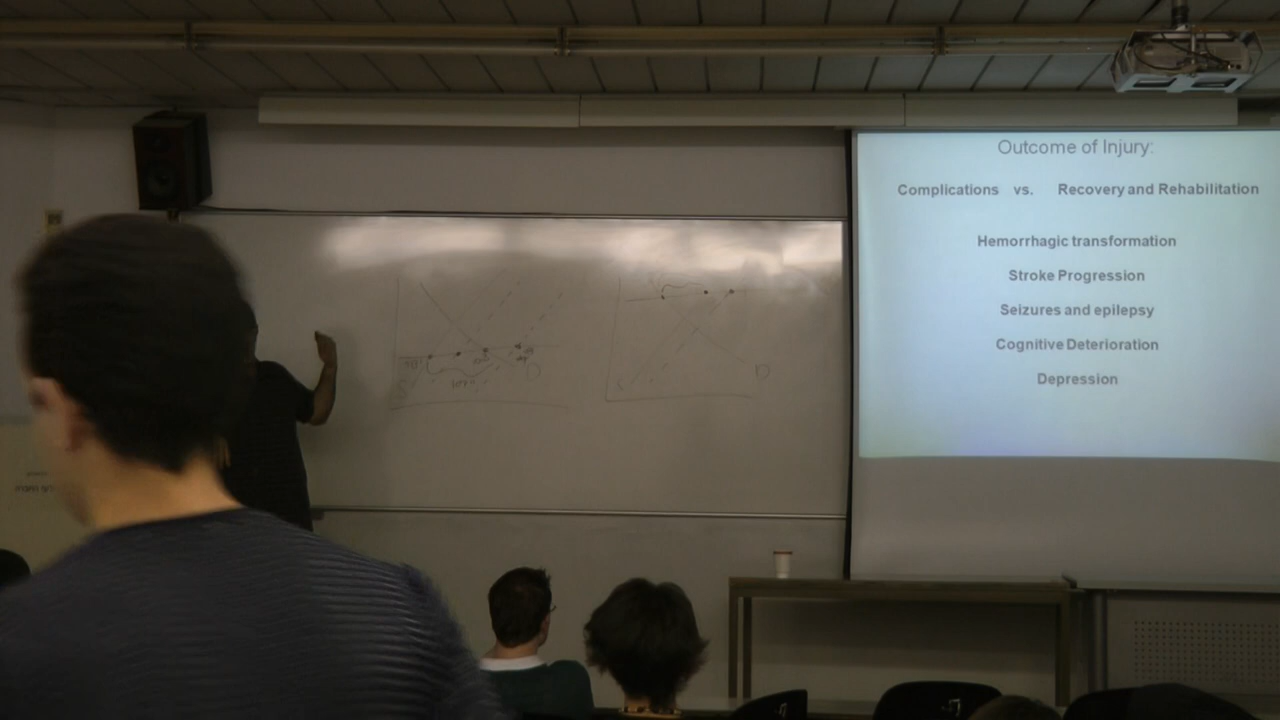 Outcome of Injury:
Complications vs. Recovery and Rehabilitation
Hemorrhagic transformation
Stroke Progression
Seizures and epilepsy
Cognitive Deterioration
Depression
S
D
S
D